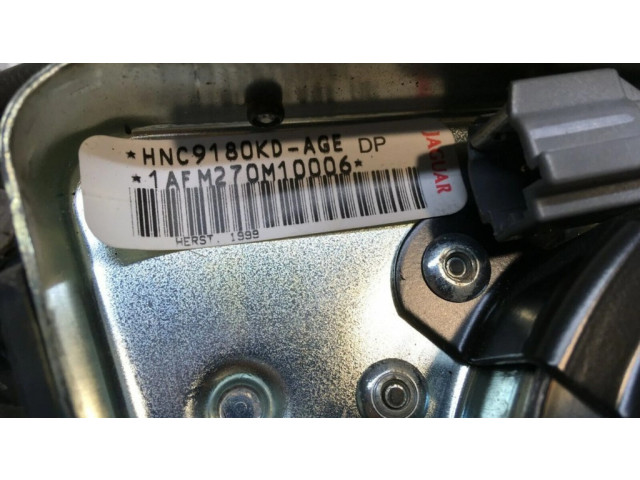 *HNC9180KD-AGE DP
*1AFM270M10006*
HERST. 1999
JAGUAR